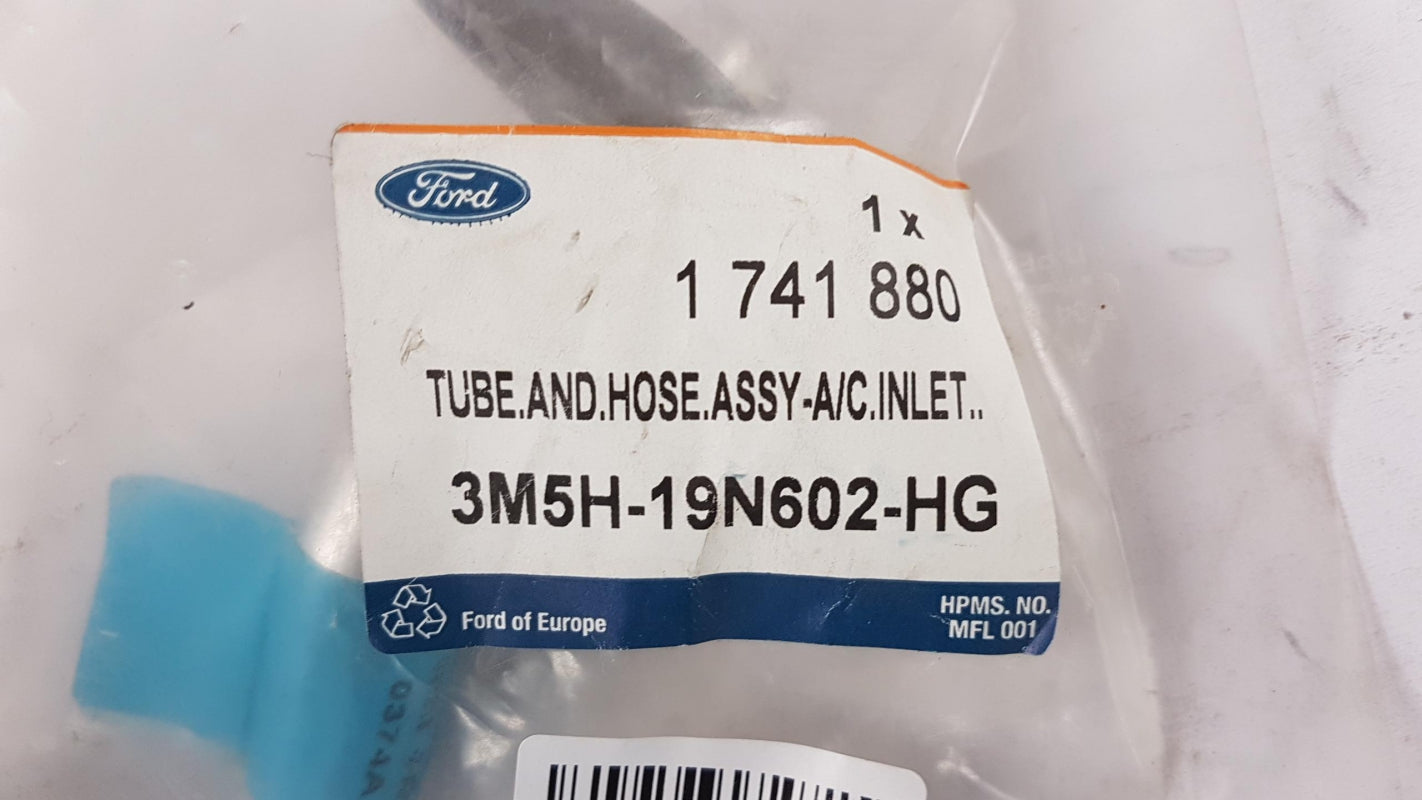 Ford
1 x
1 741 880
TUBE.AND.HOSE.ASSY-A/C.INLET..
3M5H-19N602-HG
Ford of Europe
HPMS. NO.
MFL 001
0374A